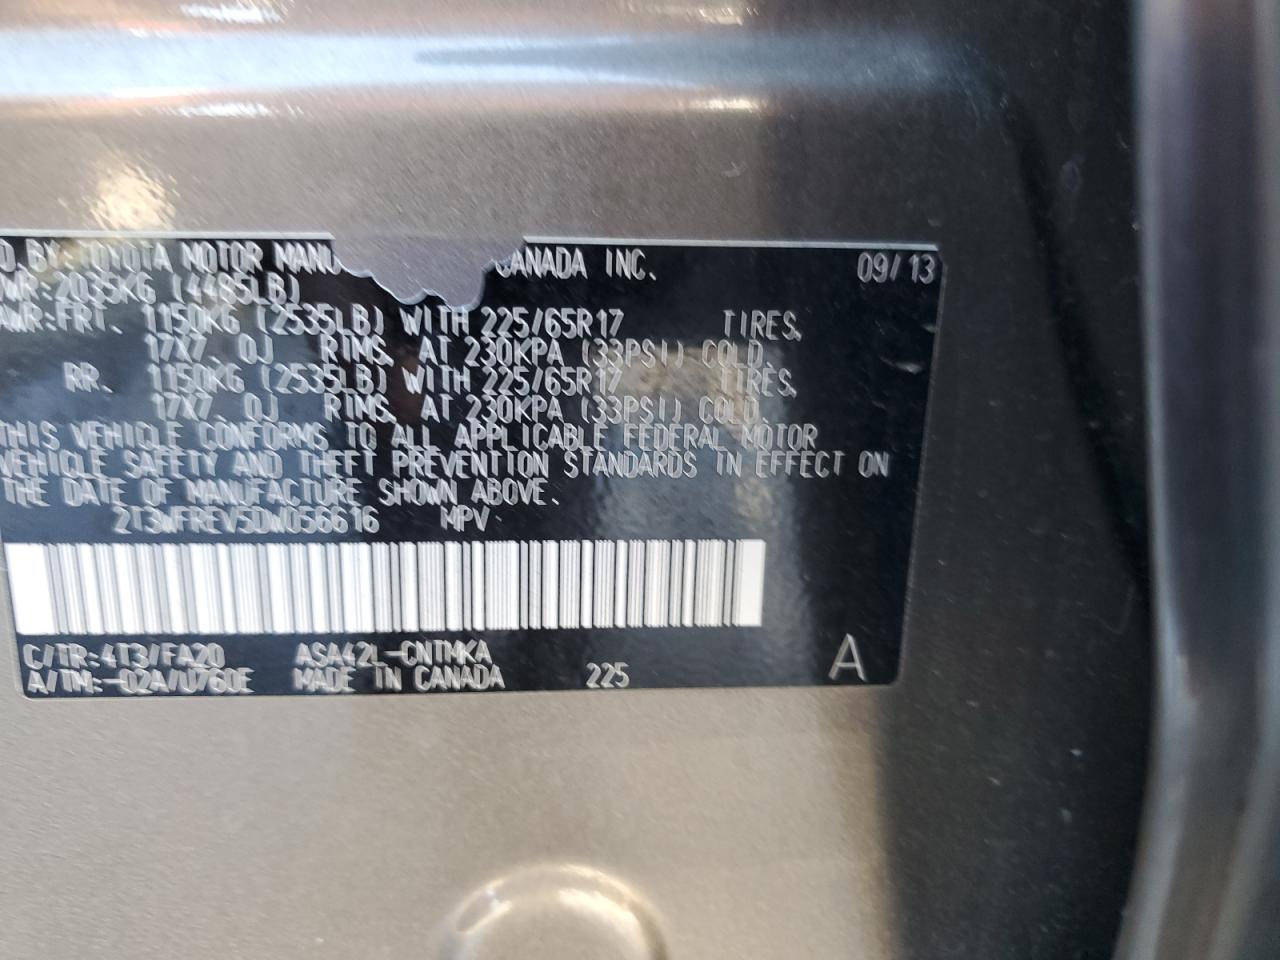 D BY TOYOTA MOTOR MANU CANADA INC. 09/13
WR:2035KG (4485LB)
AWR:FRT. 1150KG (2535LB) WITH 225/65R17 TIRES,
17X7.0J RIMS, AT 230KPA (33PSI) COLD.
RR. 1150KG (2535LB) WITH 225/65R17 TIRES,
17X7.0J RIMS, AT 230KPA (33PSI) COLD.
THIS VEHICLE CONFORMS TO ALL APPLICABLE FEDERAL MOTOR
VEHICLE SAFETY AND THEFT PREVENTION STANDARDS IN EFFECT ON
THE DATE OF MANUFACTURE SHOWN ABOVE.
2T3WFREV5DW056616 MPV
C/TR:4T3/FA20 ASA42L-CNTMKA
A/TM:-02A/U760E MADE IN CANADA 225 A